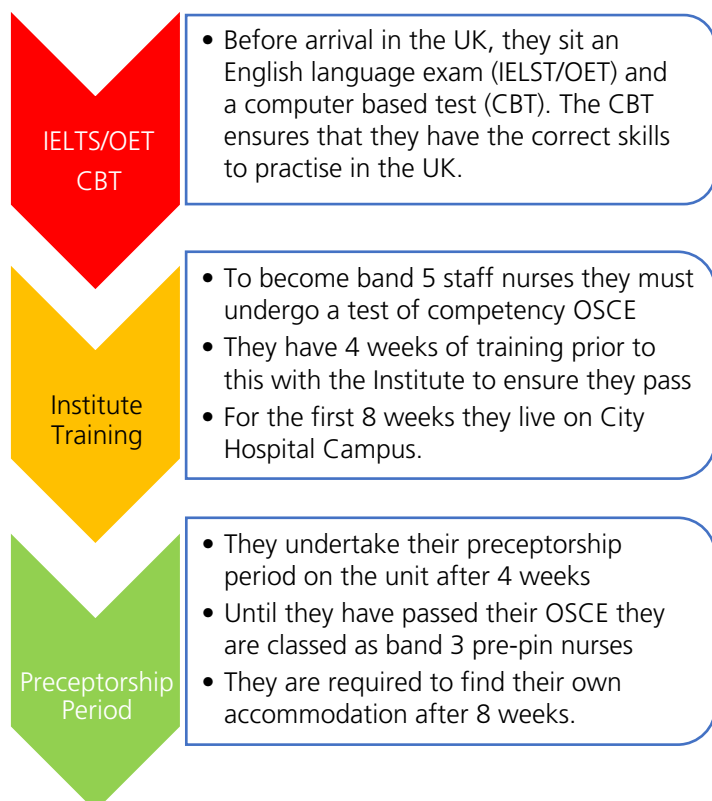 IELTS/OET
CBT
• Before arrival in the UK, they sit an
English language exam (IELST/OET) and
a computer based test (CBT). The CBT
ensures that they have the correct skills
to practise in the UK.
Institute
Training
• To become band 5 staff nurses they must
undergo a test of competency OSCE
• They have 4 weeks of training prior to
this with the Institute to ensure they pass
• For the first 8 weeks they live on City
Hospital Campus.
Preceptorship
Period
• They undertake their preceptorship
period on the unit after 4 weeks
• Until they have passed their OSCE they
are classed as band 3 pre-pin nurses
• They are required to find their own
accommodation after 8 weeks.